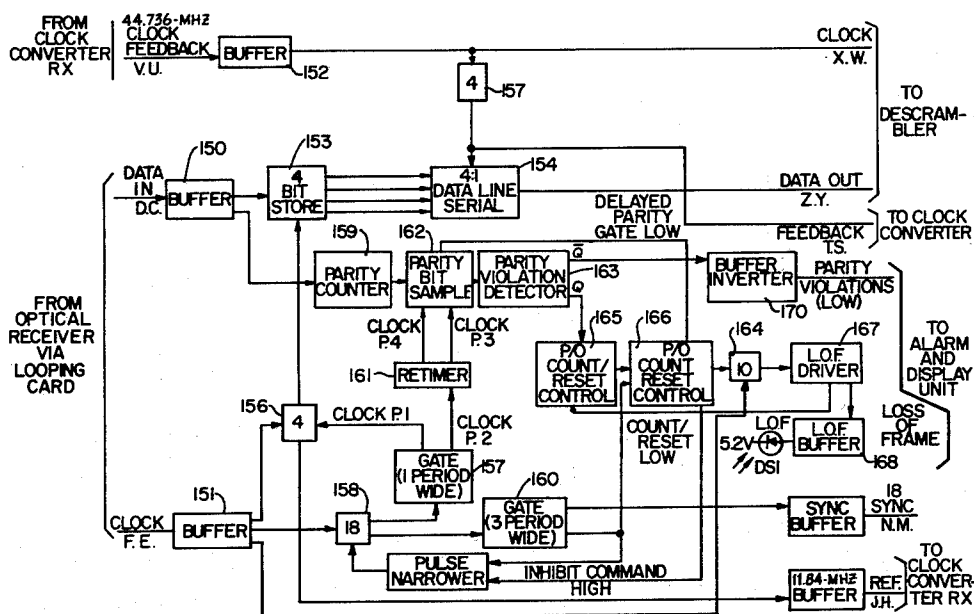 FROM
CLOCK
CONVERTER
RX
44.736-MHZ
CLOCK
FEEDBACK
V.U.
BUFFER
152
CLOCK
X.W.
4
157
TO
DESCRAM-
BLER
150
153
154
DATA
IN
D.C.
BUFFER
4
BIT
STORE
4:1
DATA LINE
SERIAL
DATA OUT
Z.Y.
DELAYED
PARITY
GATE LOW
FEEDBACK
T.S.
TO CLOCK
CONVERTER
159
162
PARITY
COUNTER
PARITY
BIT
SAMPLE
PARITY
VIOLATION
DETECTOR
163
Q̅
Q
BUFFER
INVERTER
170
PARITY
VIOLATIONS
(LOW)
FROM
OPTICAL
RECEIVER
VIA
LOOPING
CARD
CLOCK
P.4
CLOCK
P.3
165
166
164
167
161
RETIMER
P/O
COUNT/
RESET
CONTROL
P/O
COUNT
RESET
CONTROL
10
L.O.F
DRIVER
TO
ALARM
AND
DISPLAY
UNIT
156
4
CLOCK P.1
CLOCK
P.2
COUNT/
RESET
LOW
L.O.F
5.2V
DS1
L.O.F.
BUFFER
168
LOSS
OF
FRAME
GATE
(1 PERIOD
WIDE)
157
151
158
160
CLOCK
F.E.
BUFFER
18
GATE
(3 PERIOD
WIDE)
SYNC
BUFFER
18
SYNC
N.M.
PULSE
NARROWER
INHIBIT COMMAND
HIGH
11.84-MHZ
BUFFER
REF
J.H.
TO
CLOCK
CONVER-
TER RX